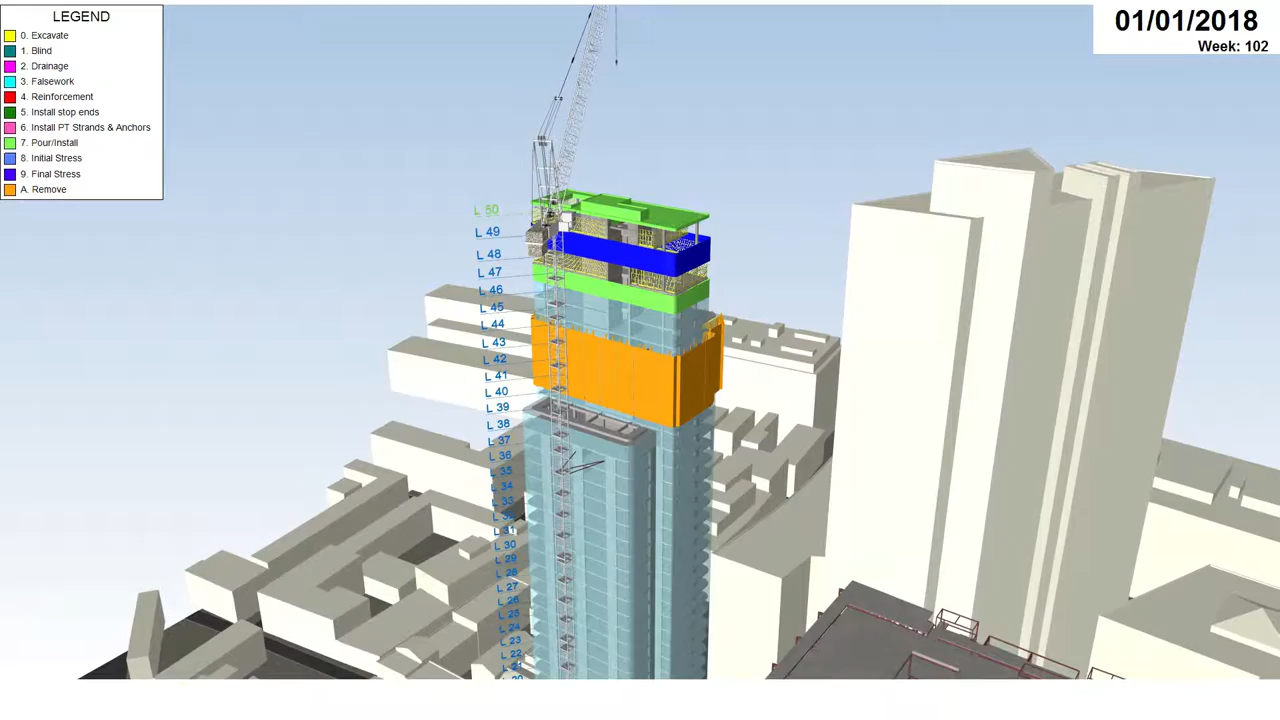 LEGEND
0. Excavate
1. Blind
2. Drainage
3. Falsework
4. Reinforcement
5. Install stop ends
6. Install PT Strands & Anchors
7. Pour/Install
8. Initial Stress
9. Final Stress
A. Remove
01/01/2018
Week: 102
L 50
L 49
L 48
L 47
L 46
L 45
L 44
L 43
L 42
L 41
L 40
L 39
L 38
L 37
L 36
L 35
L 34
L 33
L 31
L 30
L 29
L 28
L 27
L 26
L 25
L 24
L 23
L 22
L 21